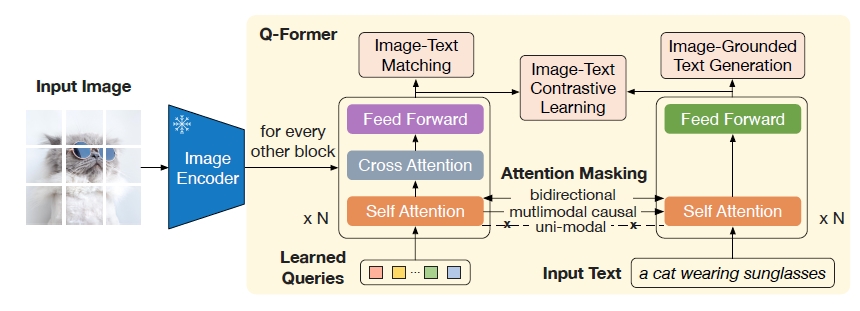 Q-Former
Image-Text
Matching
Image-Grounded
Text Generation
Image-Text
Contrastive
Learning
Input Image
Feed Forward
Feed Forward
for every
other block
Image
Encoder
Cross Attention
Attention Masking
bidirectional
mutlimodal causal
uni-modal
Self Attention
Self Attention
x N
x N
x
x
Learned
Queries
...
Input Text
a cat wearing sunglasses